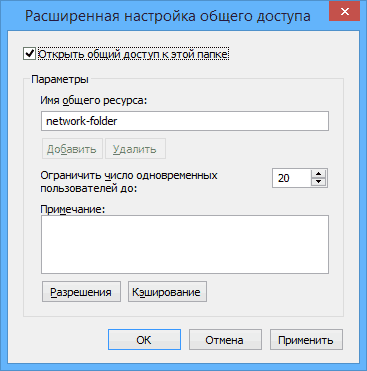 Расширенная настройка общего доступа
Открыть общий доступ к этой папке
Параметры
Имя общего ресурса:
network-folder
Добавить Удалить
Ограничить число одновременных
пользователей до:
20
Примечание:
Разрешения Кэширование
OK Отмена Применить